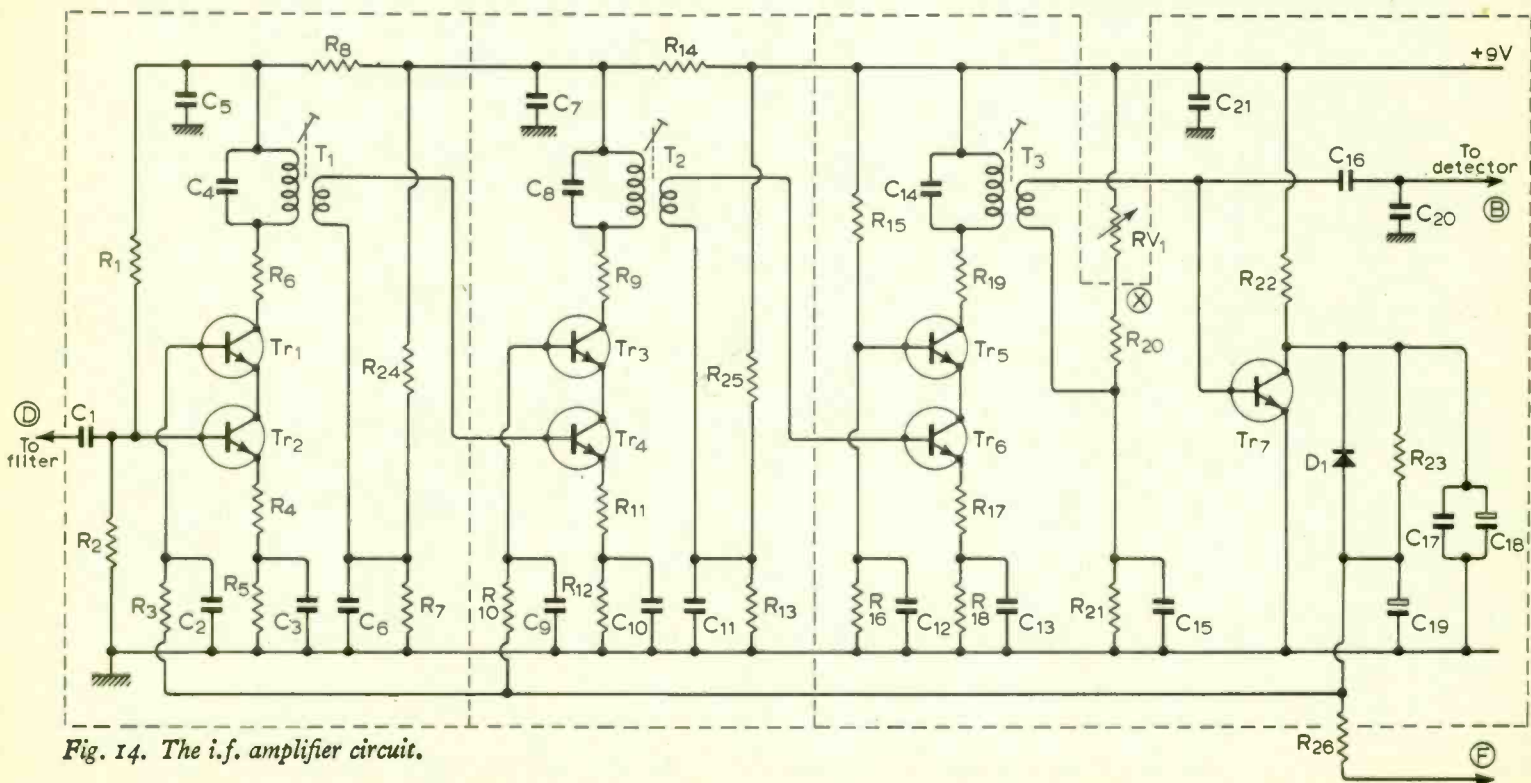 R8
R14
+9V
C5
C7
C21
T1
T2
T3
C16
To
detector
B
C4
C8
C14
C20
R1
R15
RV1
R6
R9
R19
R22
X
Tr1
Tr3
Tr5
R20
R24
R25
D
C1
To
filter
Tr2
Tr4
Tr6
Tr7
D1
R23
R4
R11
R17
C17
C18
R2
R3
C2
R5
C3
C6
R7
R
10
C9
R12
C10
C11
R13
R
16
C12
R
18
C13
R21
C15
C19
R26
F
Fig. 14. The i.f. amplifier circuit.